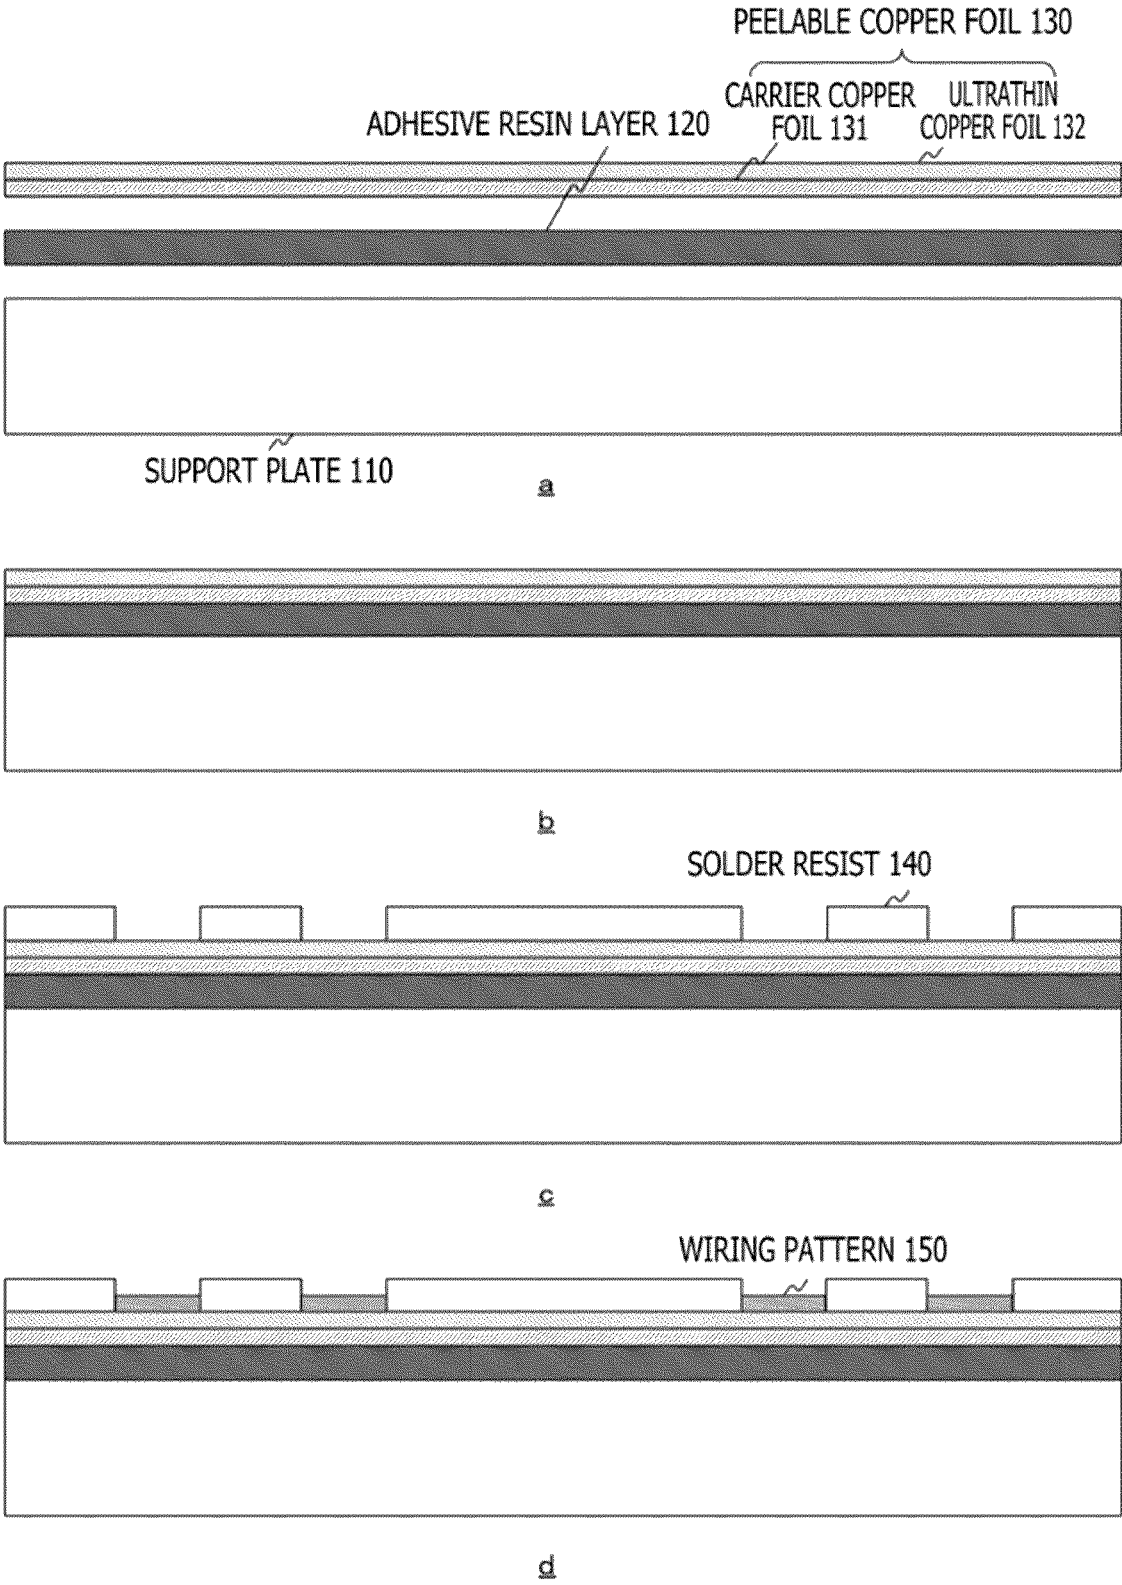 PEELABLE COPPER FOIL 130
CARRIER COPPER
FOIL 131
ULTRATHIN
COPPER FOIL 132
ADHESIVE RESIN LAYER 120
SUPPORT PLATE 110
a
b
SOLDER RESIST 140
c
WIRING PATTERN 150
d